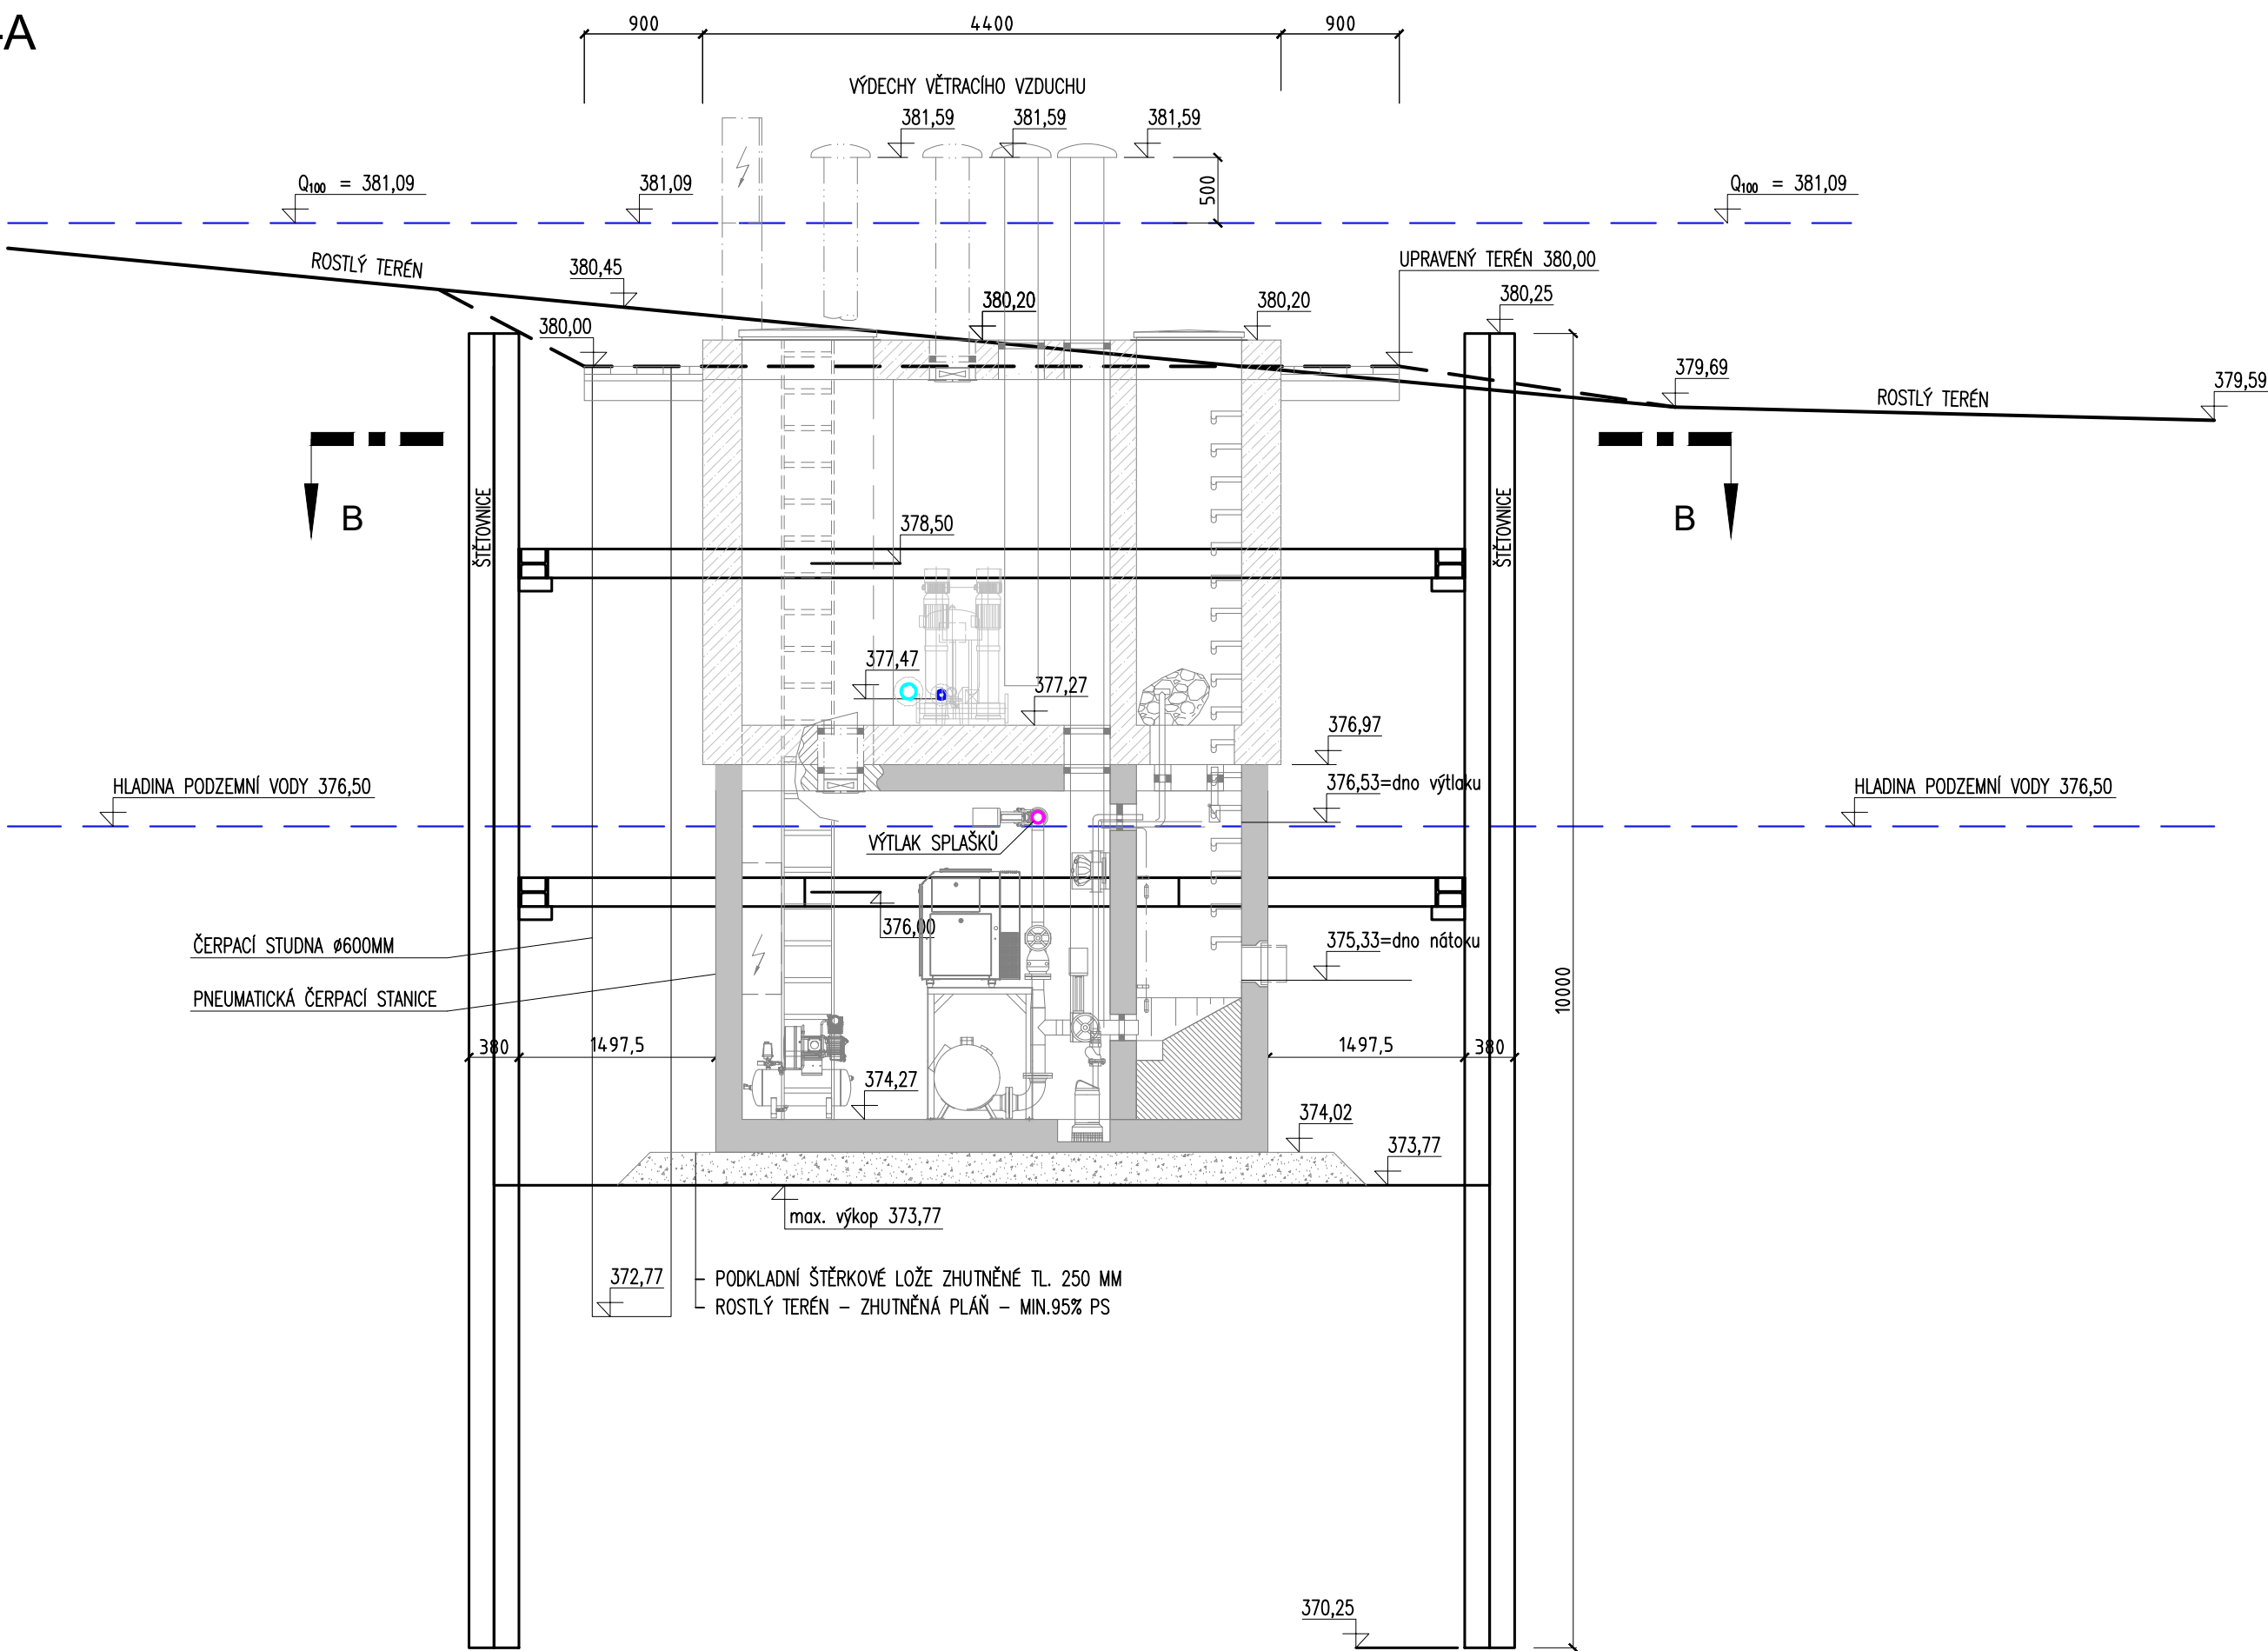 -A
900
4400
900
VÝDECHY VĚTRACÍHO VZDUCHU
381,59
381,59
381,59
Q₁₀₀ = 381,09
381,09
500
Q₁₀₀ = 381,09
ROSTLÝ TERÉN
380,45
UPRAVENÝ TERÉN 380,00
380,00
380,20
380,20
380,25
379,69
379,59
ROSTLÝ TERÉN
B
B
ŠTĚTOVNICE
ŠTĚTOVNICE
378,50
377,47
377,27
376,97
HLADINA PODZEMNÍ VODY 376,50
376,53=dno výtlaku
HLADINA PODZEMNÍ VODY 376,50
VÝTLAK SPLAŠKŮ
376,00
ČERPACÍ STUDNA ø600MM
375,33=dno nátoku
PNEUMATICKÁ ČERPACÍ STANICE
10000
380
1497,5
1497,5
380
374,27
374,02
373,77
max. výkop 373,77
372,77
PODKLADNÍ ŠTĚRKOVÉ LOŽE ZHUTNĚNÉ TL. 250 MM
ROSTLÝ TERÉN – ZHUTNĚNÁ PLÁŇ – MIN.95% PS
370,25